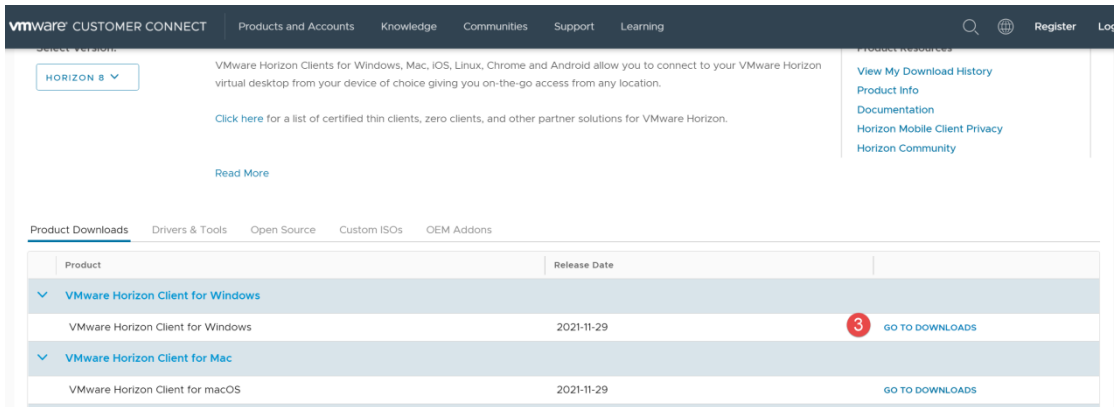 vmware® CUSTOMER CONNECT Products and Accounts Knowledge Communities Support Learning Register Log
Select Version:
HORIZON 8
VMware Horizon Clients for Windows, Mac, iOS, Linux, Chrome and Android allow you to connect to your VMware Horizon
virtual desktop from your device of choice giving you on-the-go access from any location.
Click here for a list of certified thin clients, zero clients, and other partner solutions for VMware Horizon.
Read More
Product Resources
View My Download History
Product Info
Documentation
Horizon Mobile Client Privacy
Horizon Community
Product Downloads Drivers & Tools Open Source Custom ISOs OEM Addons
Product Release Date
VMware Horizon Client for Windows
VMware Horizon Client for Windows 2021-11-29 3 GO TO DOWNLOADS
VMware Horizon Client for Mac
VMware Horizon Client for macOS 2021-11-29 GO TO DOWNLOADS